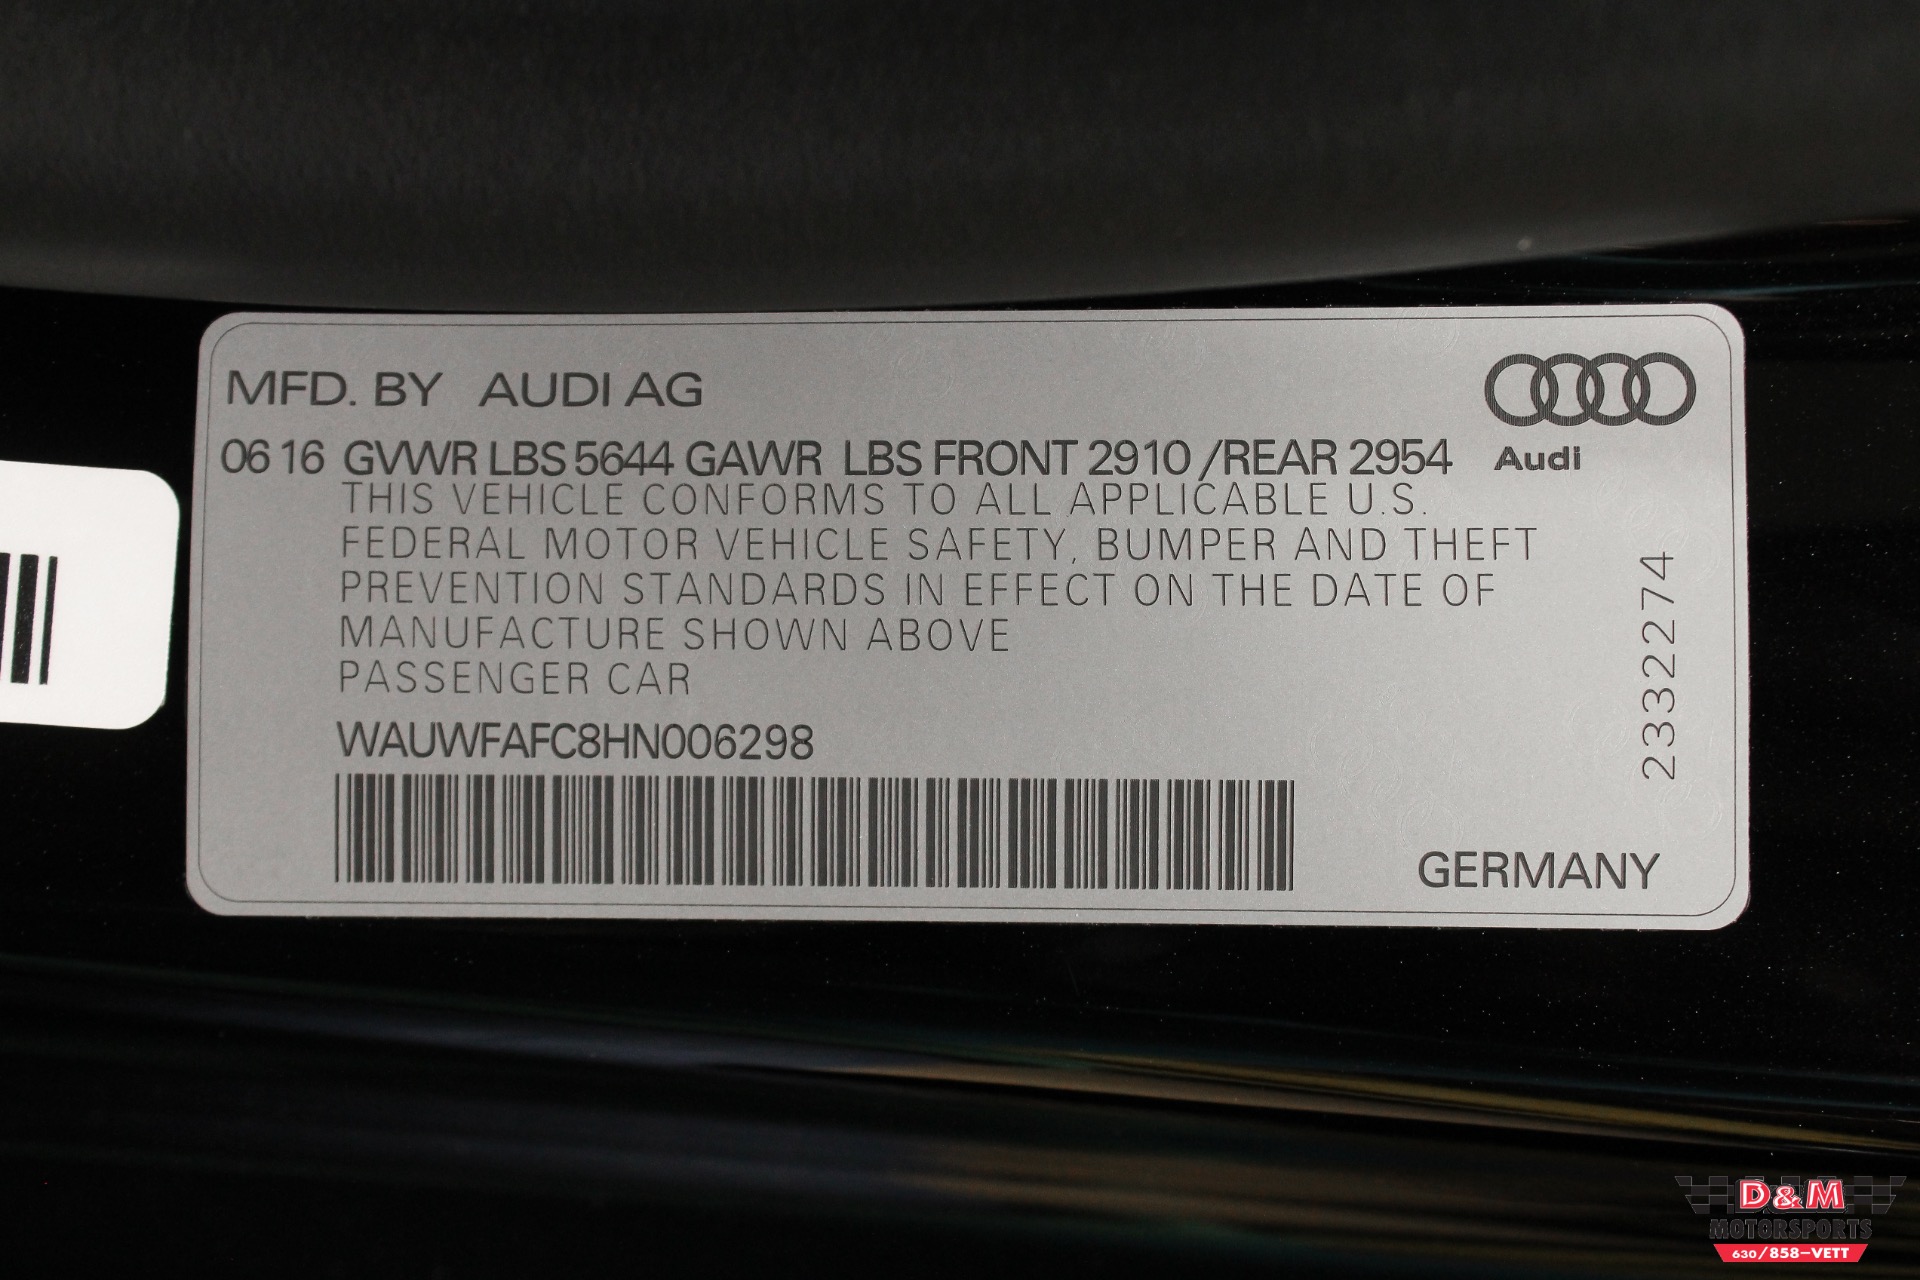 MFD. BY AUDI AG
06 16 GVWR LBS 5644 GAWR LBS FRONT 2910 /REAR 2954
Audi
THIS VEHICLE CONFORMS TO ALL APPLICABLE U.S.
FEDERAL MOTOR VEHICLE SAFETY, BUMPER AND THEFT
PREVENTION STANDARDS IN EFFECT ON THE DATE OF
MANUFACTURE SHOWN ABOVE
PASSENGER CAR
WAUWFAFC8HN006298
2332274
GERMANY
D&M
MOTORSPORTS
630/858-VETT